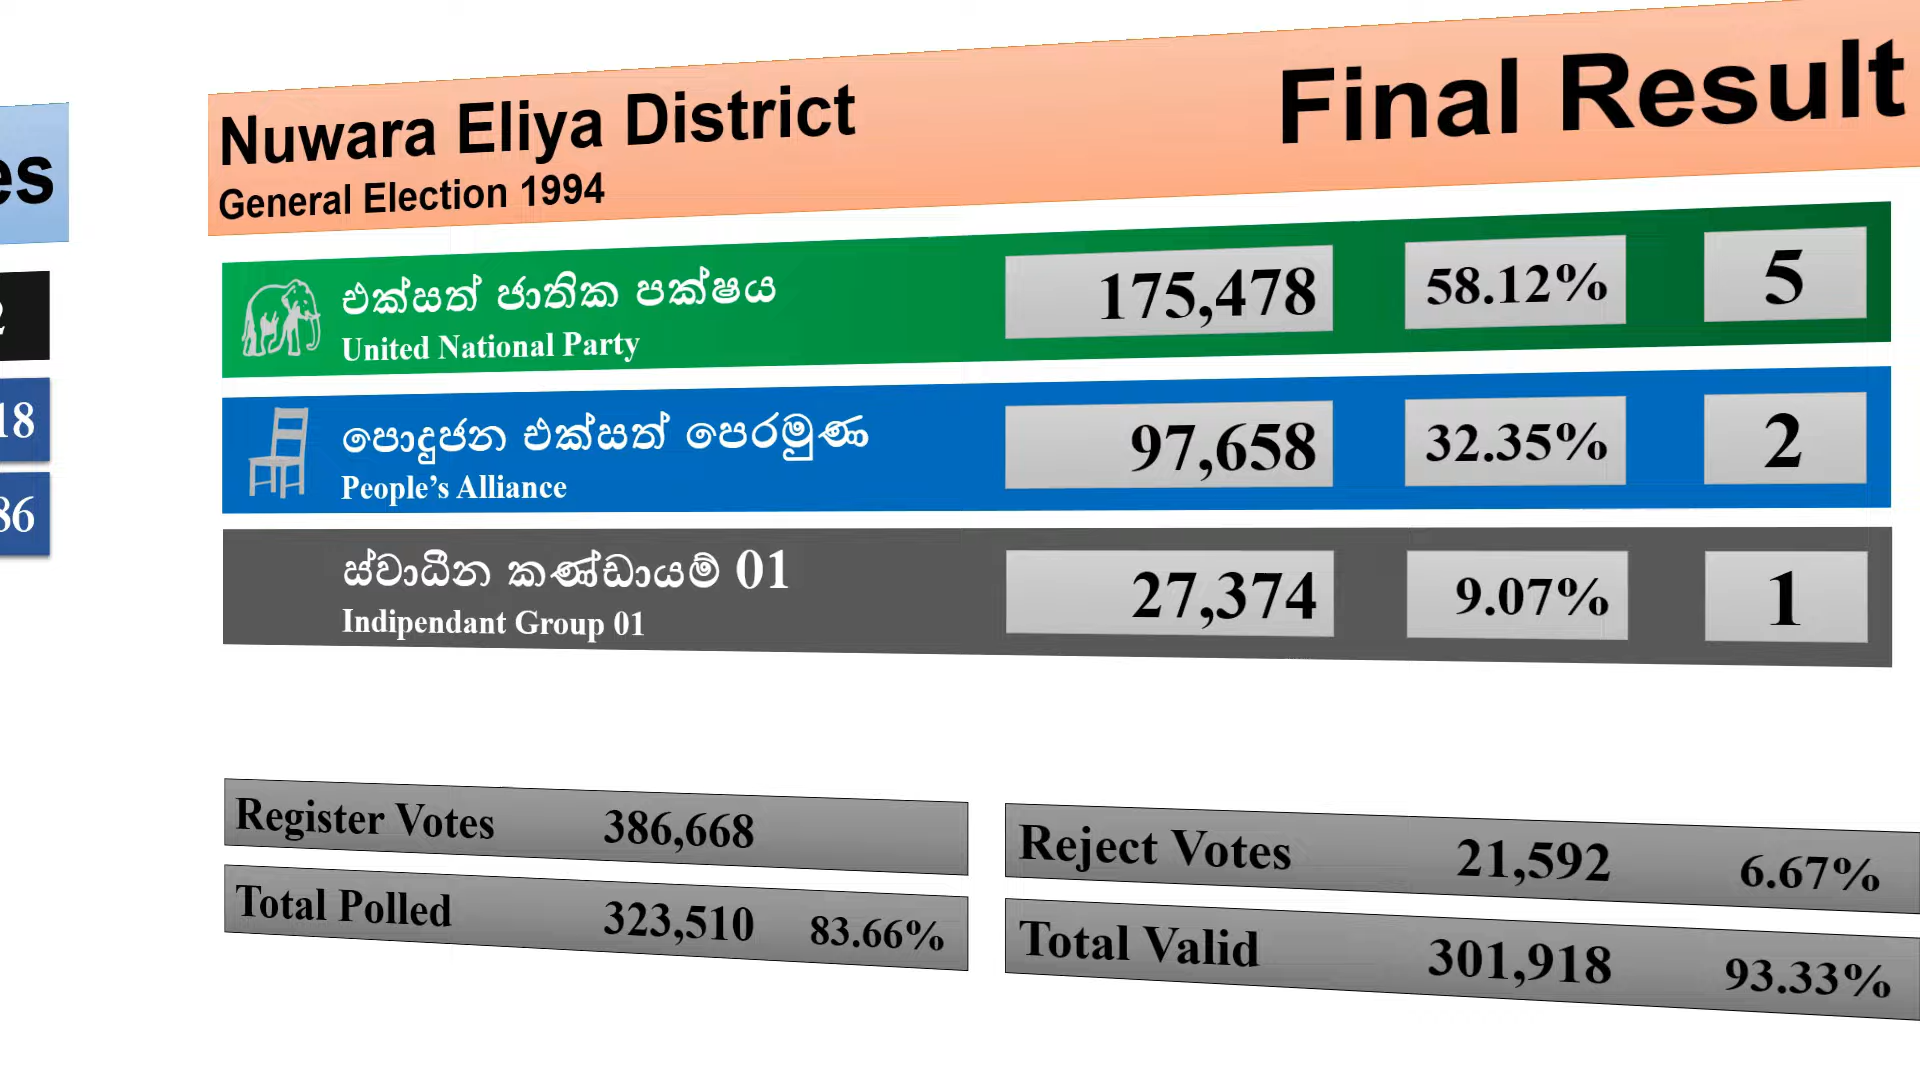 es
18
86
Nuwara Eliya District
General Election 1994
Final Result
එක්සත් ජාතික පක්ෂය
United National Party
175,478 58.12% 5
පොදුජන එක්සත් පෙරමුණ
People’s Alliance
97,658 32.35% 2
ස්වාධීන කණ්ඩායම් 01
Indipendant Group 01
27,374 9.07% 1
Register Votes 386,668
Total Polled 323,510 83.66%
Reject Votes 21,592 6.67%
Total Valid 301,918 93.33%